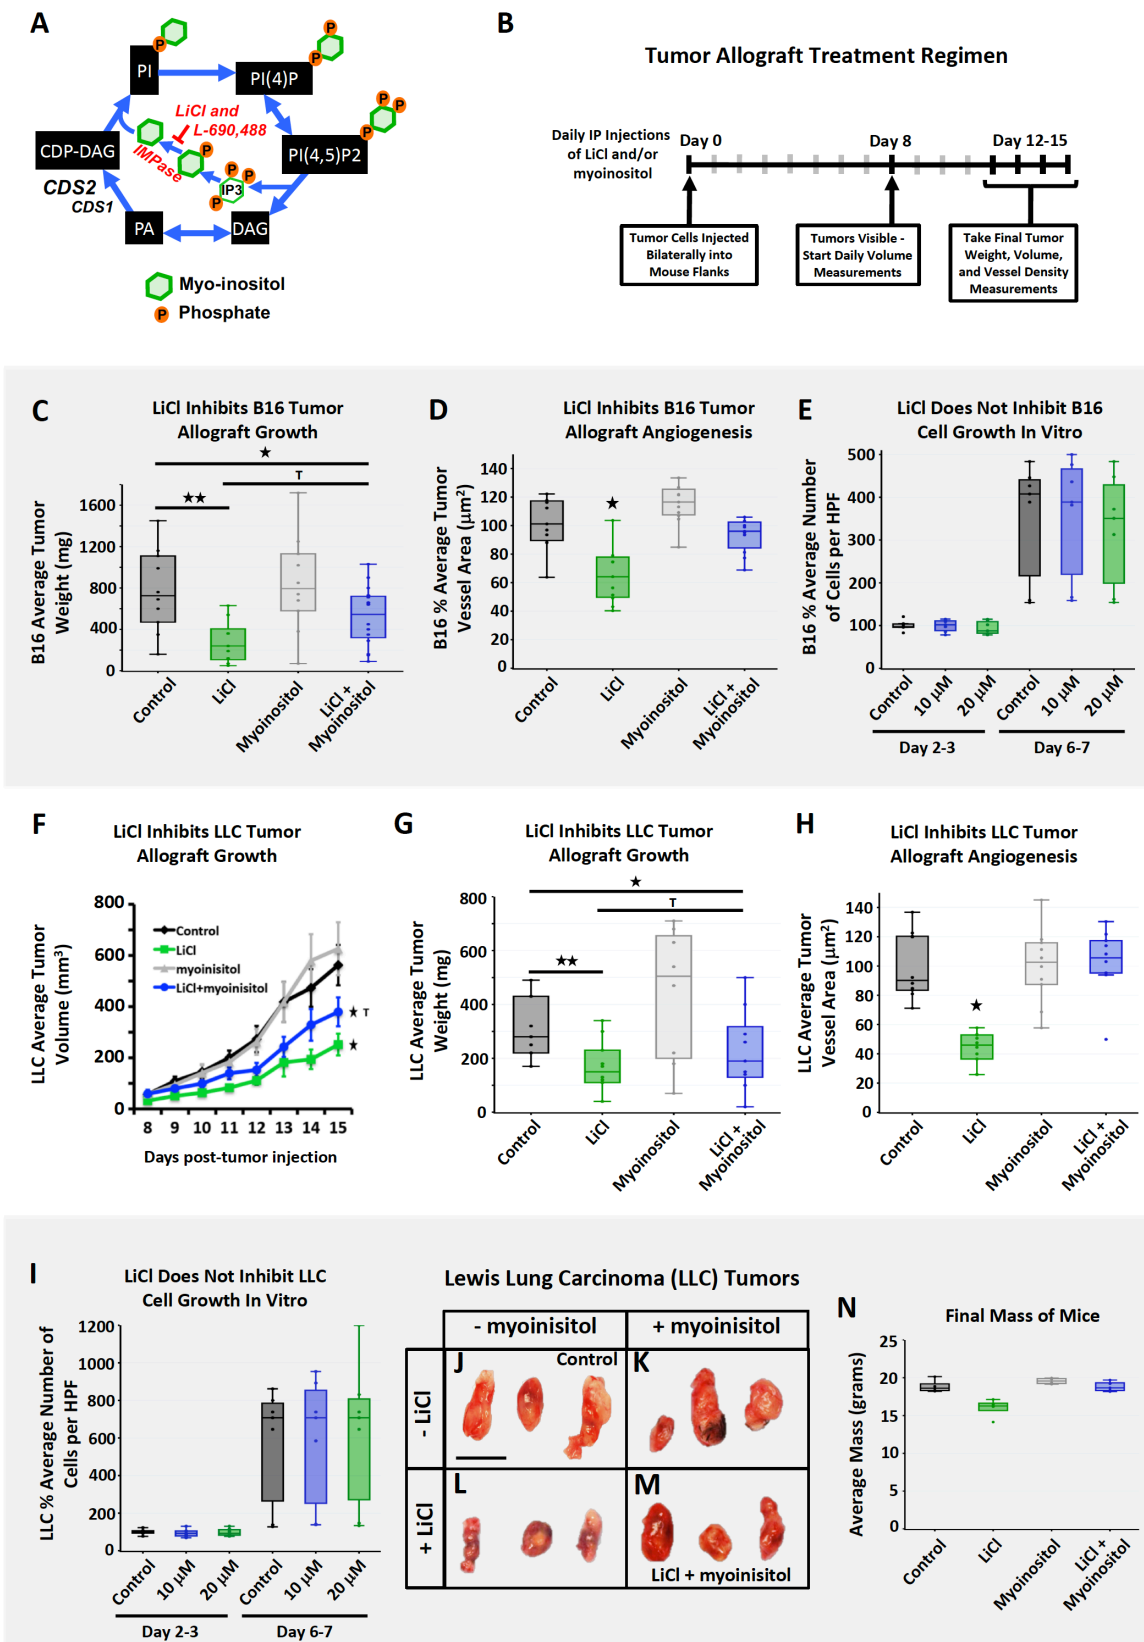 A
PI
P
PI(4)P
P
P
LiCl and
L-690,488
IMPase
CDP-DAG
PI(4,5)P2
P
P
P
P
P
P
P
IP3
CDS2
CDS1
PA
DAG
Myo-inositol
P
Phosphate
B
Tumor Allograft Treatment Regimen
Daily IP Injections
of LiCl and/or
myoinositol
Day 0
Day 8
Day 12-15
Tumor Cells Injected
Bilaterally into
Mouse Flanks
Tumors Visible -
Start Daily Volume
Measurements
Take Final Tumor
Weight, Volume,
and Vessel Density
Measurements
C
LiCl Inhibits B16 Tumor
Allograft Growth
★
T
★★
B16 Average Tumor
Weight (mg)
1600
1200
800
400
0
Control
LiCl
Myoinositol
LiCl +
Myoinositol
D
LiCl Inhibits B16 Tumor
Allograft Angiogenesis
★
B16 % Average Tumor
Vessel Area (µm²)
140
120
100
80
60
40
20
0
Control
LiCl
Myoinositol
LiCl +
Myoinositol
E
LiCl Does Not Inhibit B16
Cell Growth In Vitro
B16 % Average Number
of Cells per HPF
500
400
300
200
100
0
Control
10 µM
20 µM
Control
10 µM
20 µM
Day 2-3
Day 6-7
F
LiCl Inhibits LLC Tumor
Allograft Growth
LLC Average Tumor
Volume (mm³)
800
600
400
200
0
Control
LiCl
myoinisitol
LiCl+myoinisitol
★ T
★
8 9 10 11 12 13 14 15
Days post-tumor injection
G
LiCl Inhibits LLC Tumor
Allograft Growth
★
T
★★
LLC Average Tumor
Weight (mg)
800
600
400
200
0
Control
LiCl
Myoinositol
LiCl +
Myoinositol
H
LiCl Inhibits LLC Tumor
Allograft Angiogenesis
★
LLC Average Tumor
Vessel Area (µm²)
140
120
100
80
60
40
20
0
Control
LiCl
Myoinositol
LiCl +
Myoinositol
I
LiCl Does Not Inhibit LLC
Cell Growth In Vitro
LLC % Average Number of
Cells per HPF
1200
1000
800
600
400
200
0
Control
10 µM
20 µM
Control
10 µM
20 µM
Day 2-3
Day 6-7
Lewis Lung Carcinoma (LLC) Tumors
- myoinisitol
+ myoinisitol
- LiCl
+ LiCl
J
Control
K
L
M
LiCl + myoinisitol
N
Final Mass of Mice
Average Mass (grams)
25
20
15
10
5
0
Control
LiCl
Myoinositol
LiCl +
Myoinositol